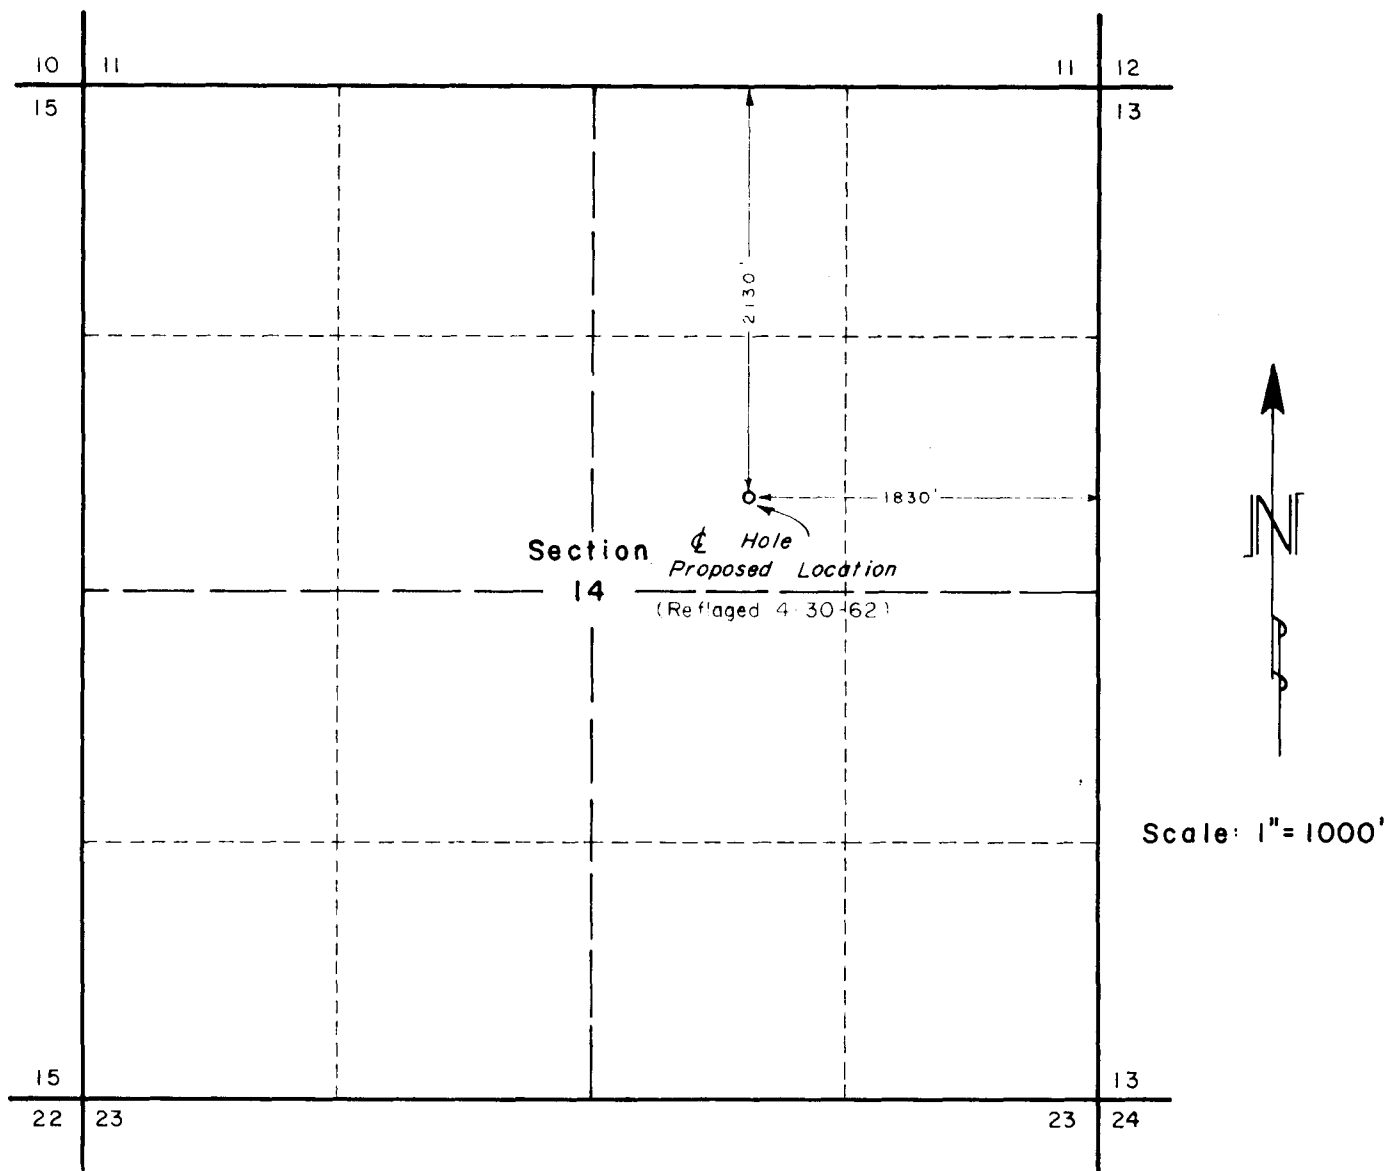 10 11
11 12
15
13
2130'
1830'
℄ Hole
Section
Proposed Location
14
(Reflaged 4-30-62)
N
Scale: 1"=1000'
15
13
22 23
23 24